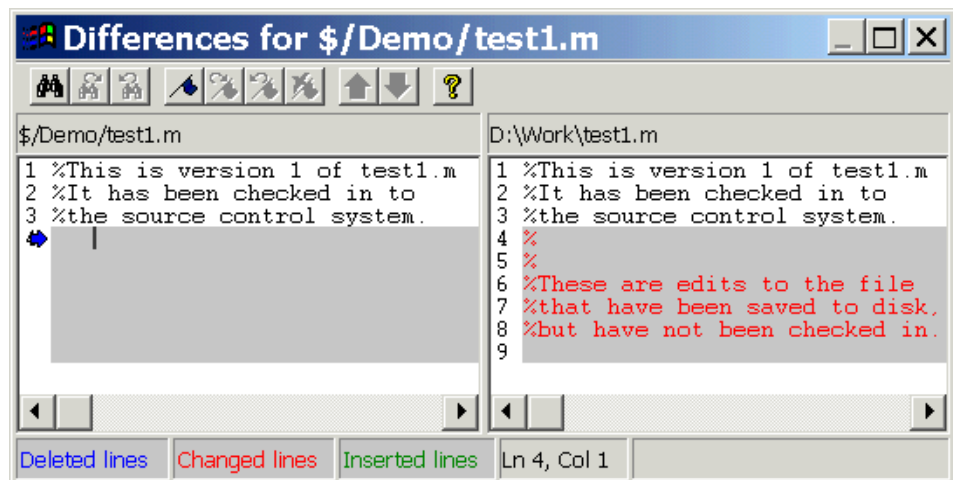 Differences for $/Demo/test1.m
$/Demo/test1.m
D:\Work\test1.m
1 %This is version 1 of test1.m
2 %It has been checked in to
3 %the source control system.
4
1 %This is version 1 of test1.m
2 %It has been checked in to
3 %the source control system.
4 %
5 %
6 %These are edits to the file
7 %that have been saved to disk,
8 %but have not been checked in.
9
Deleted lines
Changed lines
Inserted lines
Ln 4, Col 1